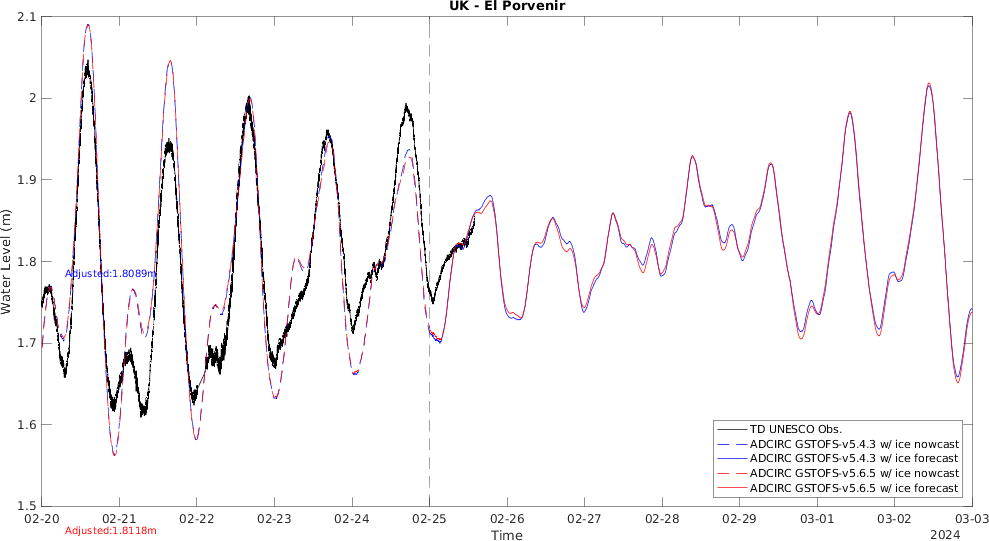 UK - El Porvenir
2.1
2
1.9
1.8
1.7
1.6
1.5
Water Level (m)
Adjusted:1.8089m
TD UNESCO Obs.
ADCIRC GSTOFS-v5.4.3 w/ ice nowcast
ADCIRC GSTOFS-v5.4.3 w/ ice forecast
ADCIRC GSTOFS-v5.6.5 w/ ice nowcast
ADCIRC GSTOFS-v5.6.5 w/ ice forecast
02-20 02-21 02-22 02-23 02-24 02-25 02-26 02-27 02-28 02-29 03-01 03-02 03-03
Adjusted:1.8118m
Time
2024